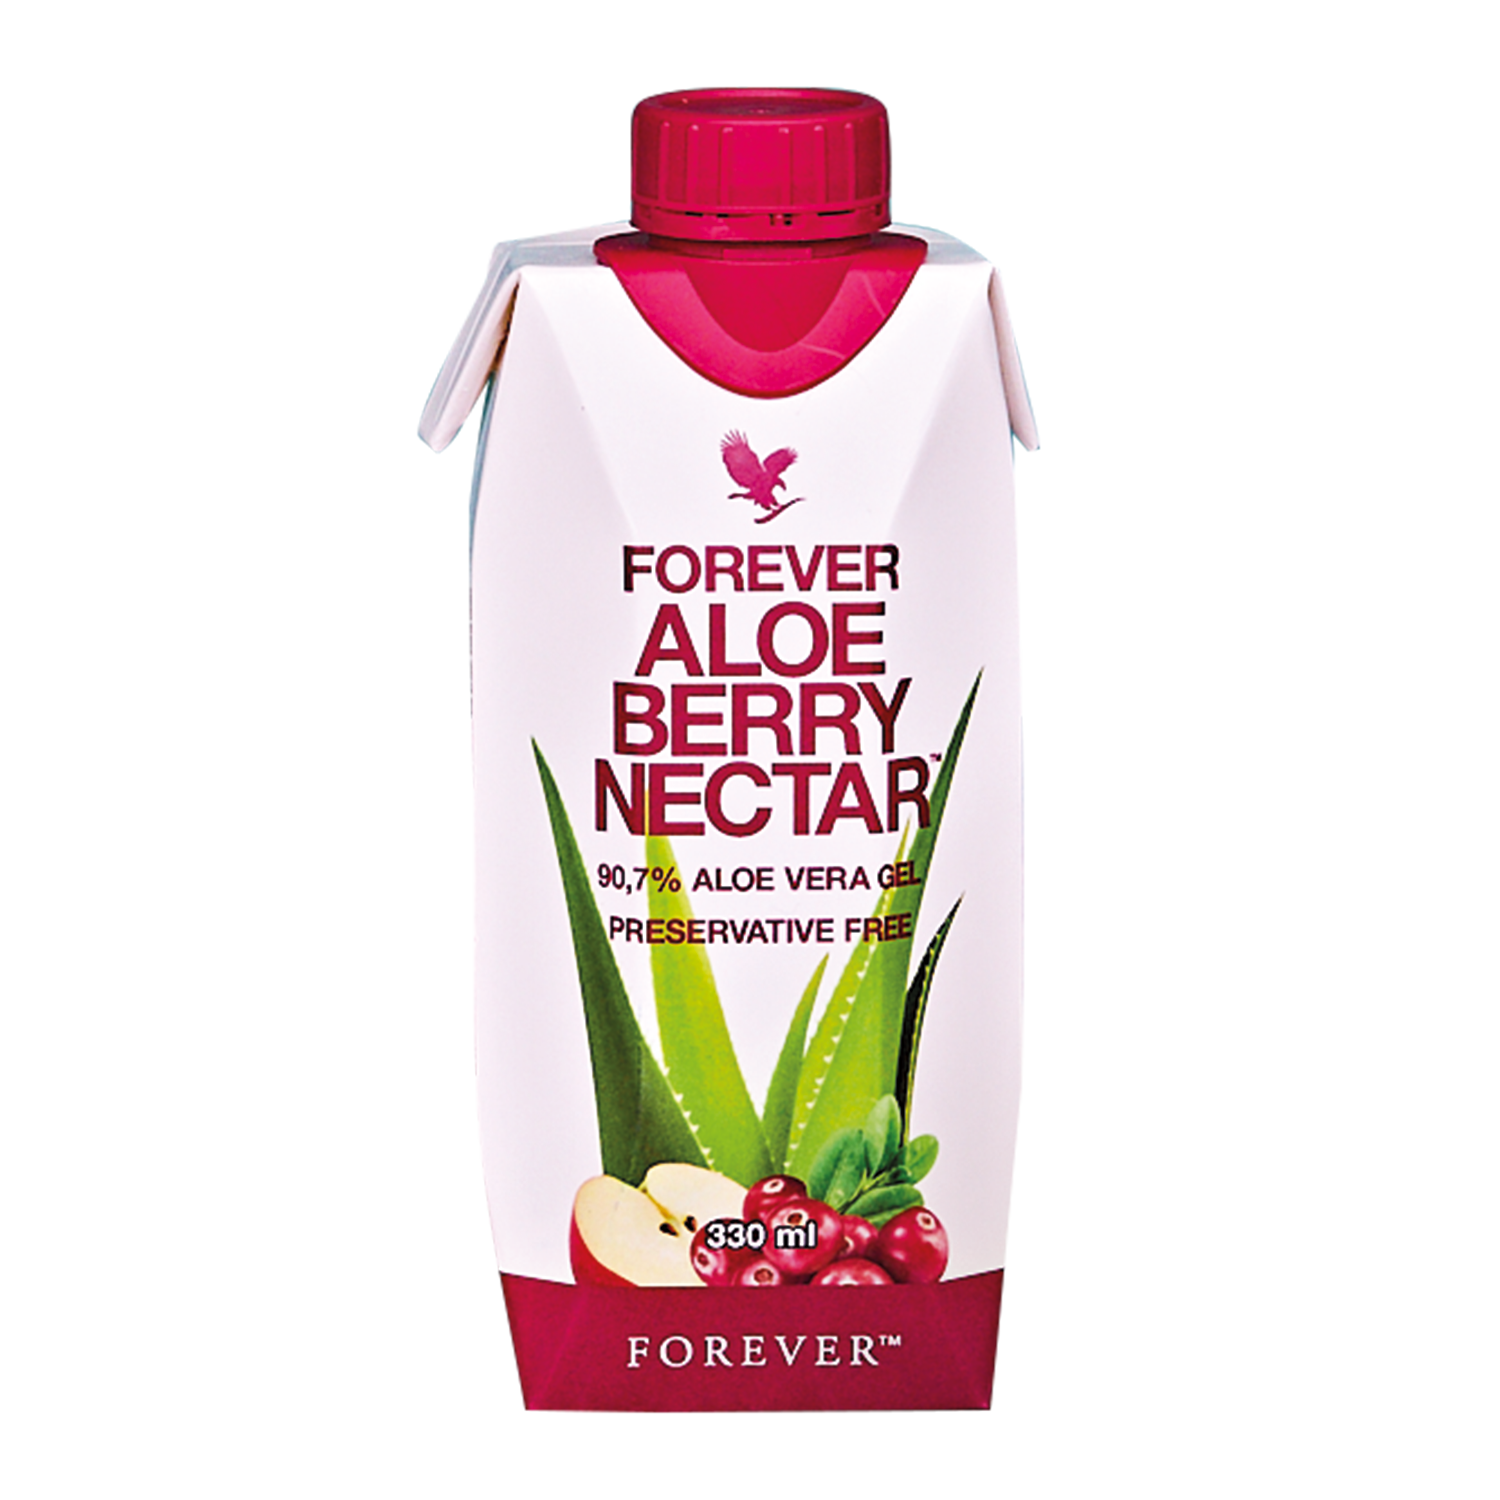 FOREVER
ALOE
BERRY
NECTAR™
90,7% ALOE VERA GEL
PRESERVATIVE FREE
330 ml
FOREVER™